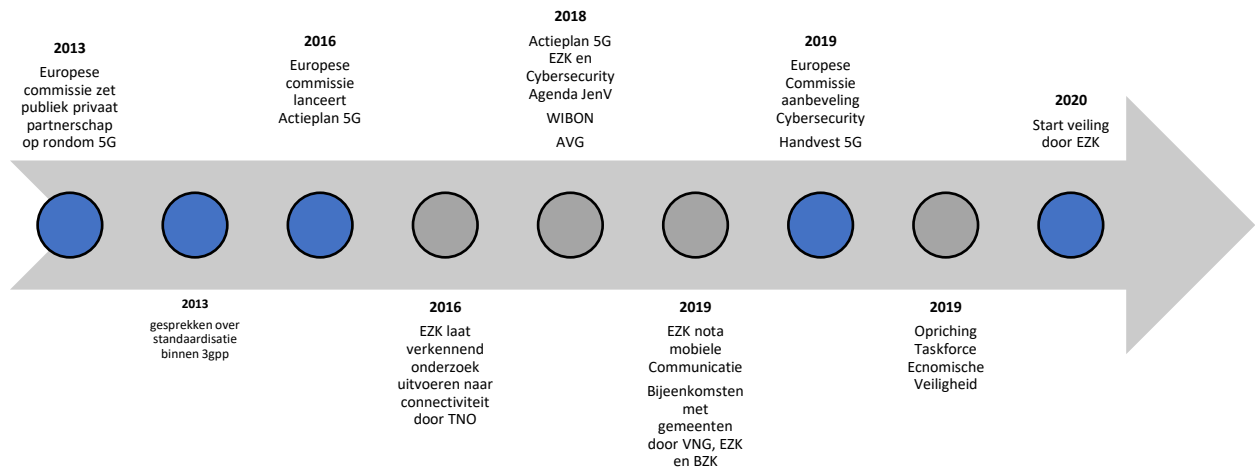 2013
Europese
commissie zet
publiek privaat
partnerschap
op rondom 5G
2013
gesprekken over
standaardisatie
binnen 3gpp
2016
Europese
commissie
lanceert
Actieplan 5G
2016
EZK laat
verkennend
onderzoek
uitvoeren naar
connectiviteit
door TNO
2018
Actieplan 5G
EZK en
Cybersecurity
Agenda JenV
WIBON
AVG
2019
EZK nota
mobiele
Communicatie
Bijeenkomsten
met
gemeenten
door VNG, EZK
en BZK
2019
Europese
Commissie
aanbeveling
Cybersecurity
Handvest 5G
2019
Opriching
Taskforce
Ecnomische
Veiligheid
2020
Start veiling
door EZK